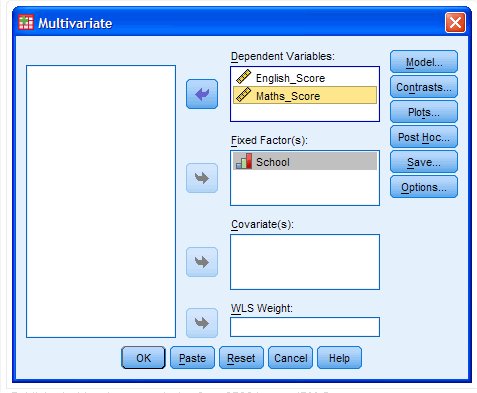 Multivariate
Dependent Variables:
English_Score
Maths_Score
Fixed Factor(s):
School
Covariate(s):
WLS Weight:
Model...
Contrasts...
Plots...
Post Hoc...
Save...
Options...
OK
Paste
Reset
Cancel
Help